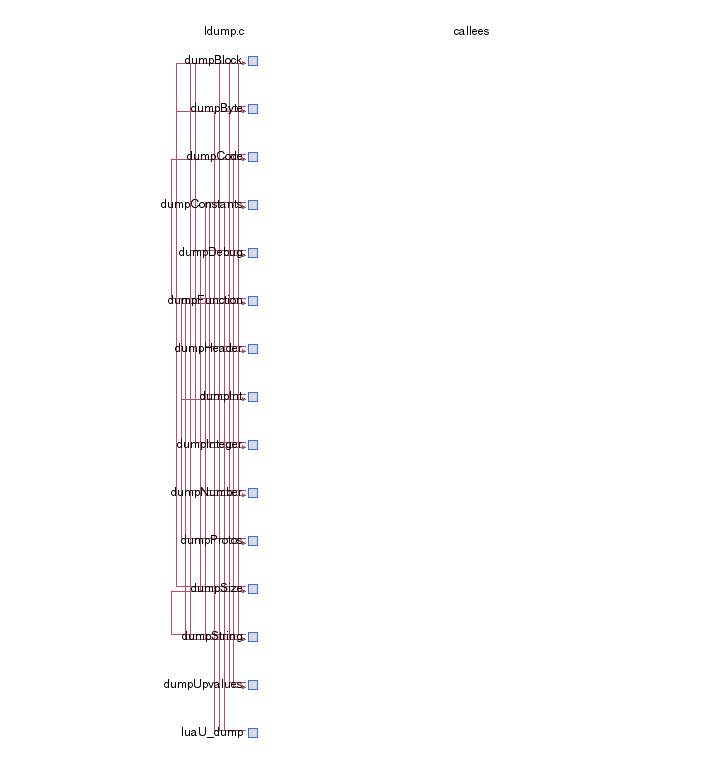 ldump.c callees
dumpBlock
dumpByte
dumpCode
dumpConstants
dumpDebug
dumpFunction
dumpHeader
dumpInt
dumpInteger
dumpNumber
dumpProtos
dumpSize
dumpString
dumpUpvalues
luaU_dump